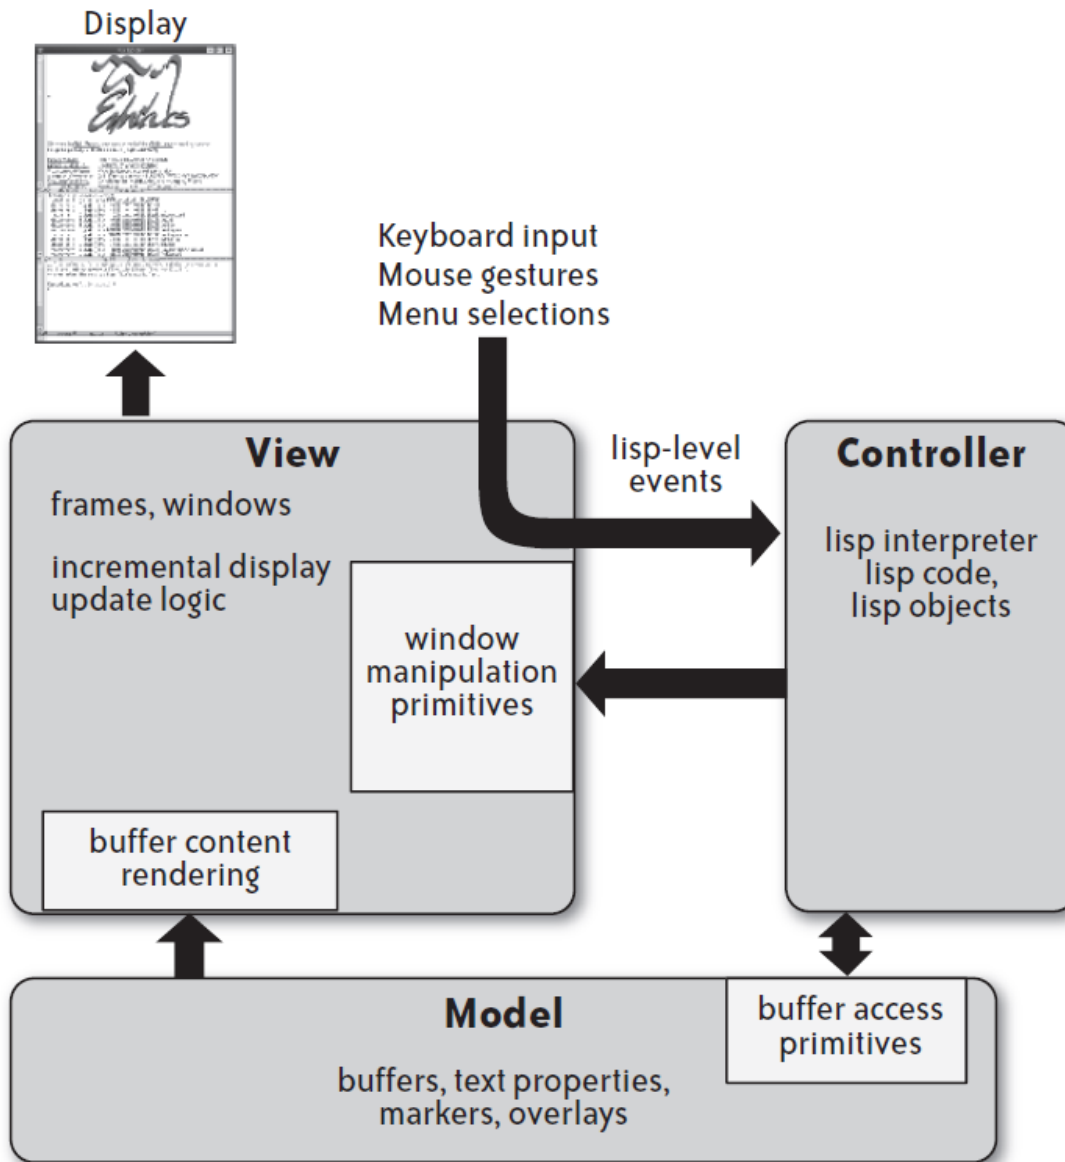 Display
Keyboard input
Mouse gestures
Menu selections
View
frames, windows
incremental display
update logic
window
manipulation
primitives
buffer content
rendering
lisp-level
events
Controller
lisp interpreter
lisp code,
lisp objects
Model
buffers, text properties,
markers, overlays
buffer access
primitives